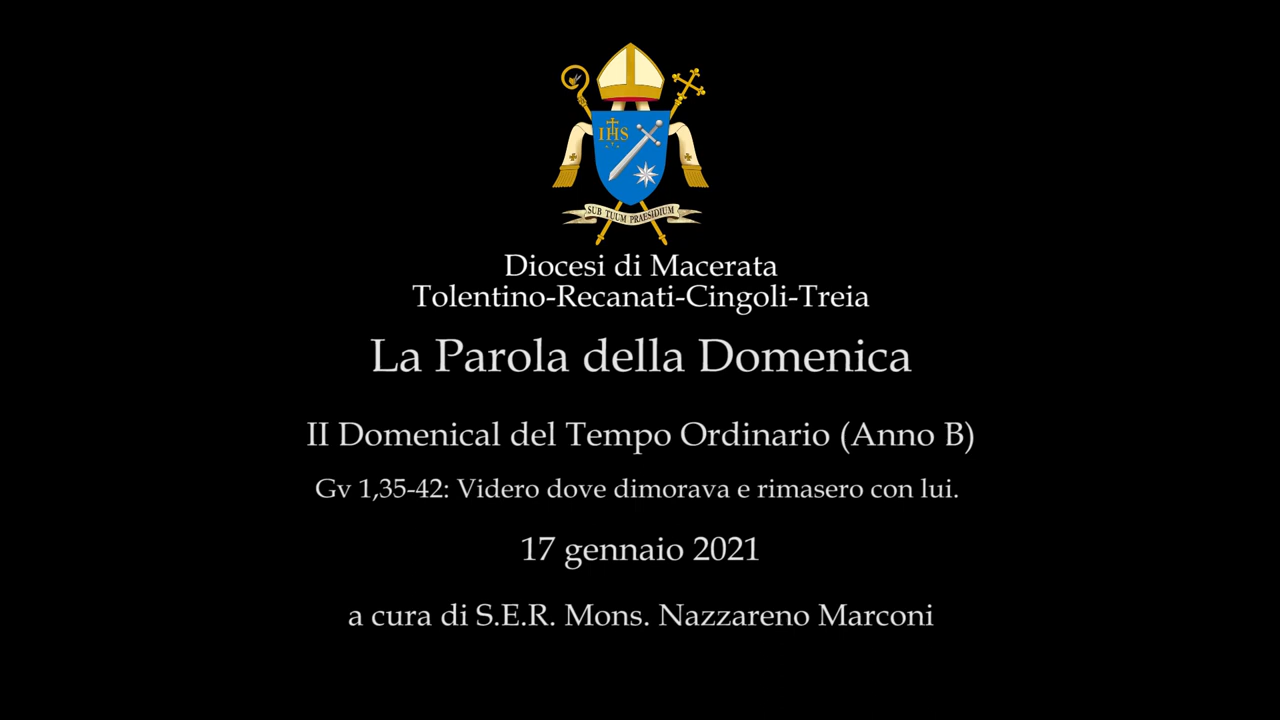 IHS
SUB TUUM PRAESIDIUM
Diocesi di Macerata
Tolentino-Recanati-Cingoli-Treia
La Parola della Domenica
II Domenical del Tempo Ordinario (Anno B)
Gv 1,35-42: Videro dove dimorava e rimasero con lui.
17 gennaio 2021
a cura di S.E.R. Mons. Nazzareno Marconi